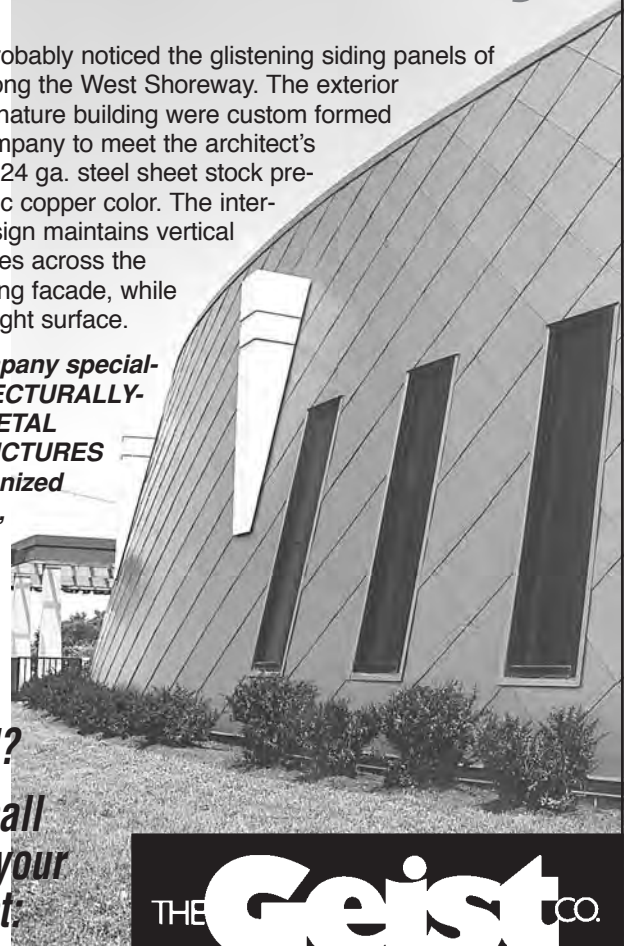 robably noticed the glistening siding panels of
ong the West Shoreway. The exterior
nature building were custom formed
mpany to meet the architect's
24 ga. steel sheet stock pre-
ic copper color. The inter-
sign maintains vertical
es across the
ng facade, while
ght surface.
pany special-
ECTURALLY-
ETAL
CTURES
nized
,
?
all
your
t:
THE Geist CO.